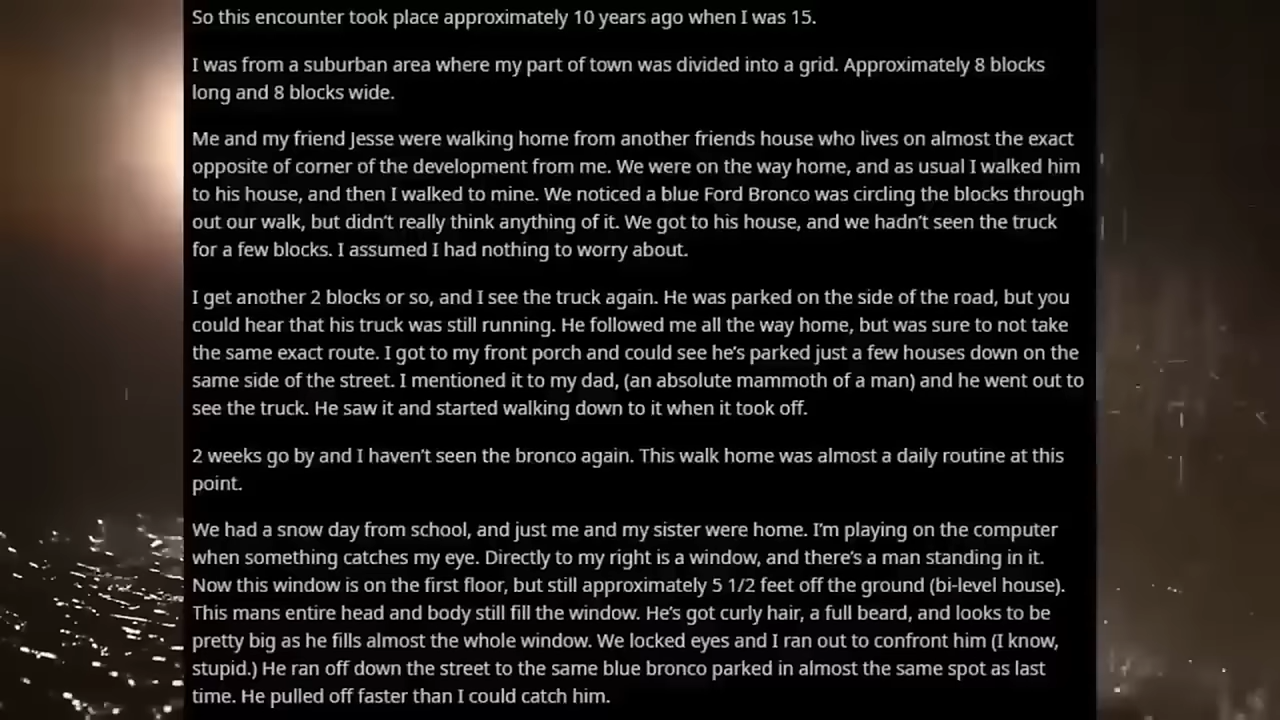 So this encounter took place approximately 10 years ago when I was 15.
I was from a suburban area where my part of town was divided into a grid. Approximately 8 blocks
long and 8 blocks wide.
Me and my friend Jesse were walking home from another friends house who lives on almost the exact
opposite of corner of the development from me. We were on the way home, and as usual I walked him
to his house, and then I walked to mine. We noticed a blue Ford Bronco was circling the blocks through
out our walk, but didn't really think anything of it. We got to his house, and we hadn't seen the truck
for a few blocks. I assumed I had nothing to worry about.
I get another 2 blocks or so, and I see the truck again. He was parked on the side of the road, but you
could hear that his truck was still running. He followed me all the way home, but was sure to not take
the same exact route. I got to my front porch and could see he's parked just a few houses down on the
same side of the street. I mentioned it to my dad, (an absolute mammoth of a man) and he went out to
see the truck. He saw it and started walking down to it when it took off.
2 weeks go by and I haven't seen the bronco again. This walk home was almost a daily routine at this
point.
We had a snow day from school, and just me and my sister were home. I'm playing on the computer
when something catches my eye. Directly to my right is a window, and there's a man standing in it.
Now this window is on the first floor, but still approximately 5 1/2 feet off the ground (bi-level house).
This mans entire head and body still fill the window. He's got curly hair, a full beard, and looks to be
pretty big as he fills almost the whole window. We locked eyes and I ran out to confront him (I know,
stupid.) He ran off down the street to the same blue bronco parked in almost the same spot as last
time. He pulled off faster than I could catch him.